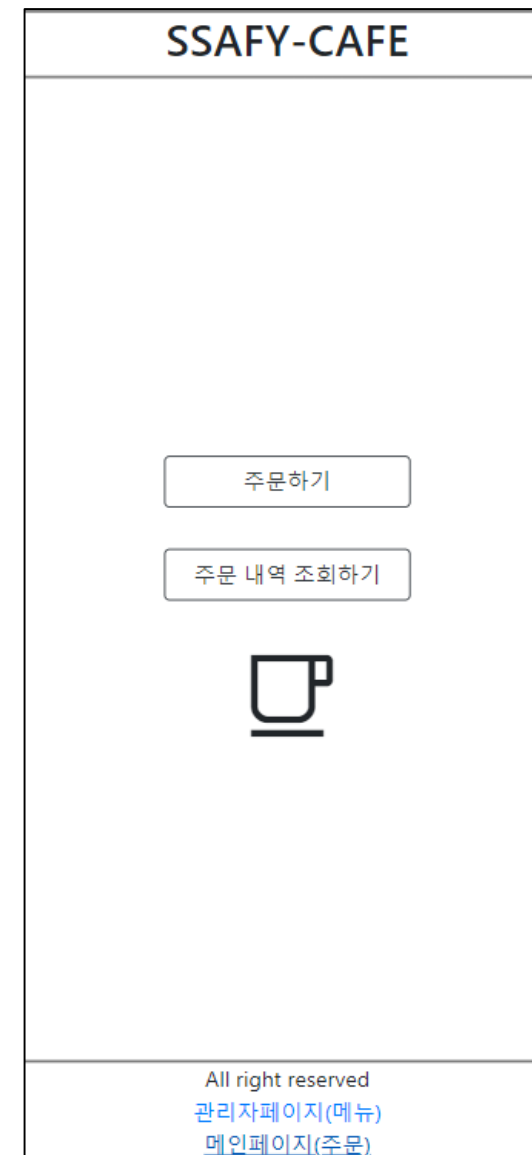 SSAFY-CAFE
주문하기
주문 내역 조회하기
All right reserved
관리자페이지(메뉴)
메인페이지(주문)